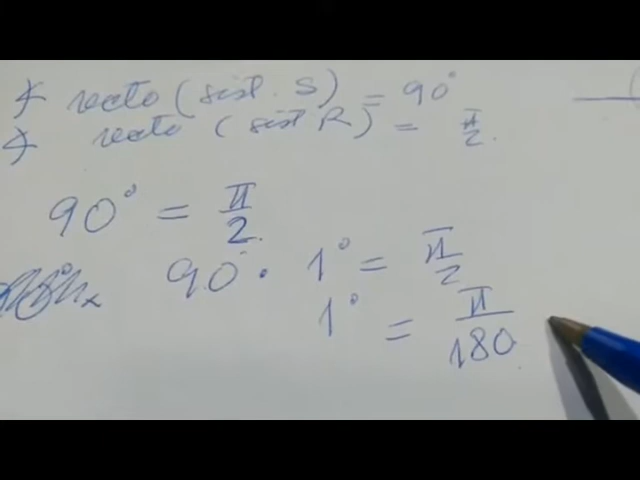 * recto (sist. S) = 90°
* recto (sist R) = π/2.
90° = π/2.
90 · 1° = π/2
1° = π/180